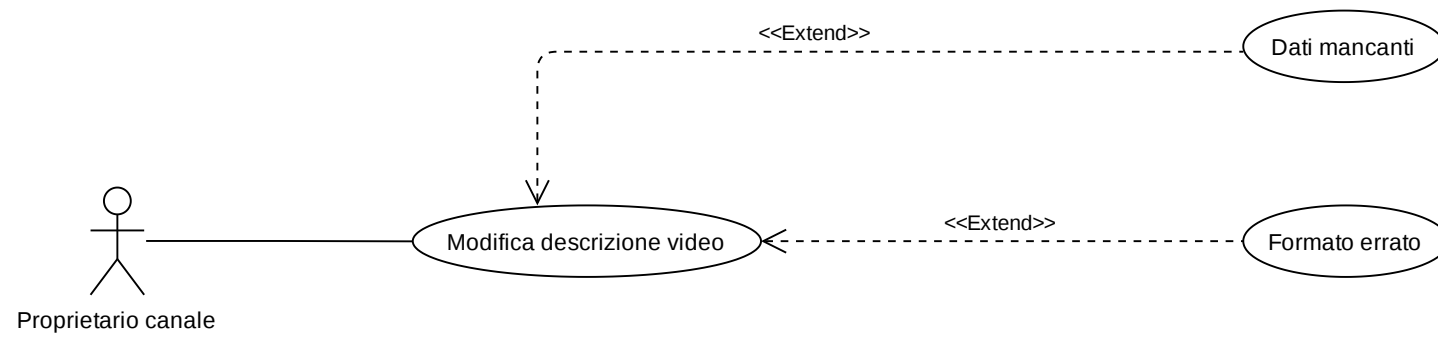 <<Extend>>
Dati mancanti
<<Extend>>
Modifica descrizione video
Formato errato
Proprietario canale